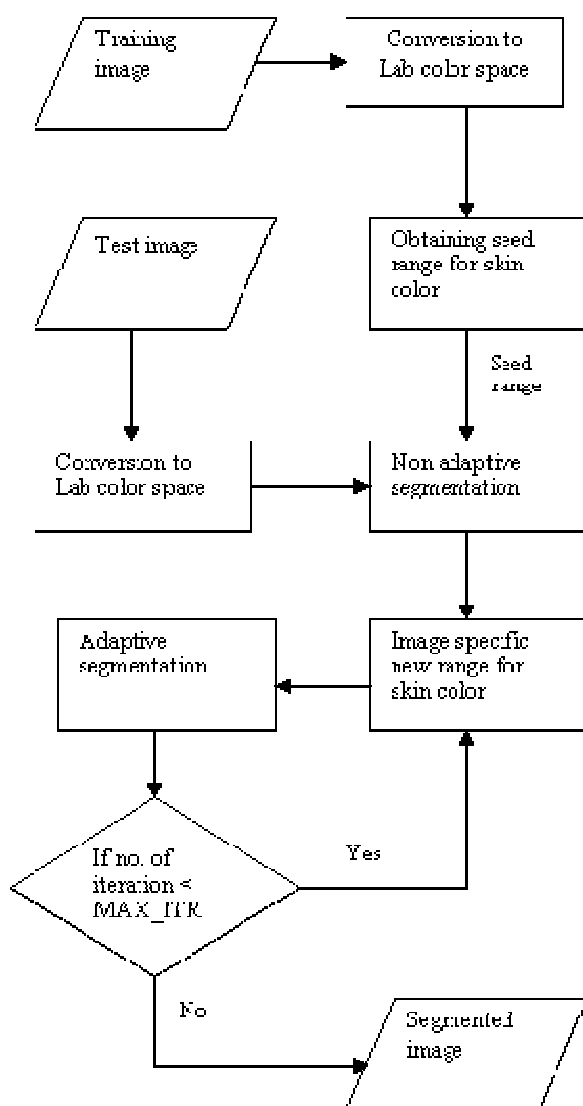 Training
image
Conversion to
Lab color space
Test image
Obtaining seed
range for skin
color
Seed
range
Conversion to
Lab color space
Non adaptive
segmentation
Adaptive
segmentation
Image specific
new range for
skin color
If no. of
iteration <
MAX_ITR
Yes
No
Segmented
image